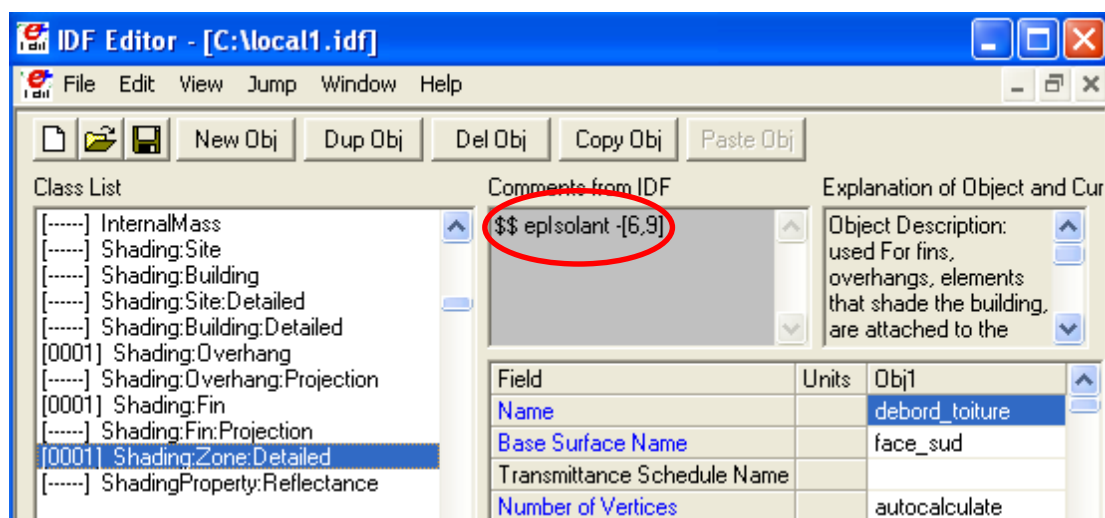 IDF Editor - [C:\local1.idf]
File Edit View Jump Window Help
New Obj Dup Obj Del Obj Copy Obj Paste Obj
Class List
[------] InternalMass
[------] Shading:Site
[------] Shading:Building
[------] Shading:Site:Detailed
[------] Shading:Building:Detailed
[0001] Shading:Overhang
[------] Shading:Overhang:Projection
[0001] Shading:Fin
[------] Shading:Fin:Projection
[0001] Shading:Zone:Detailed
[------] ShadingProperty:Reflectance
Comments from IDF
$$ epIsolant -[6,9]
Explanation of Object and Cur
Object Description:
used For fins,
overhangs, elements
that shade the building,
are attached to the
Field Units Obj1
Name debord_toiture
Base Surface Name face_sud
Transmittance Schedule Name
Number of Vertices autocalculate